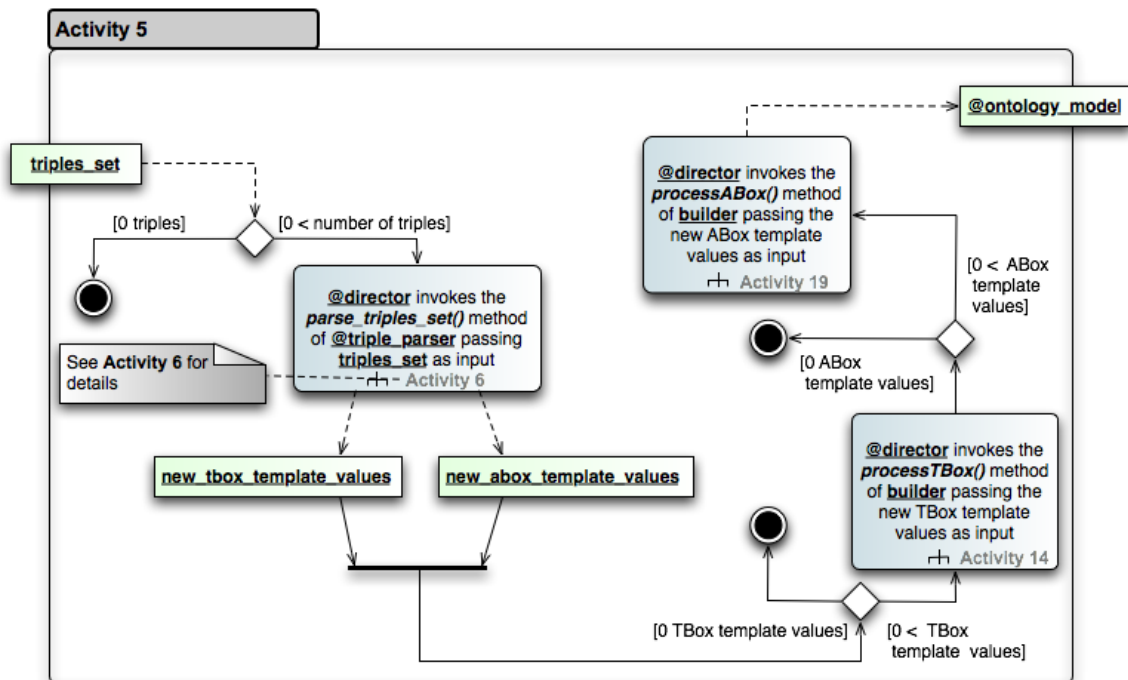 Activity 5
@ontology_model
triples_set
[0 triples]
[0 < number of triples]
@director invokes the
processABox() method
of builder passing the
new ABox template
values as input
Activity 19
[0 < ABox
template
values]
@director invokes the
parse_triples_set() method
of @triple_parser passing
triples_set as input
Activity 6
See Activity 6 for
details
[0 ABox
template values]
new_tbox_template_values
new_abox_template_values
@director invokes the
processTBox() method
of builder passing the
new TBox template
values as input
Activity 14
[0 TBox template values]
[0 < TBox
template values]